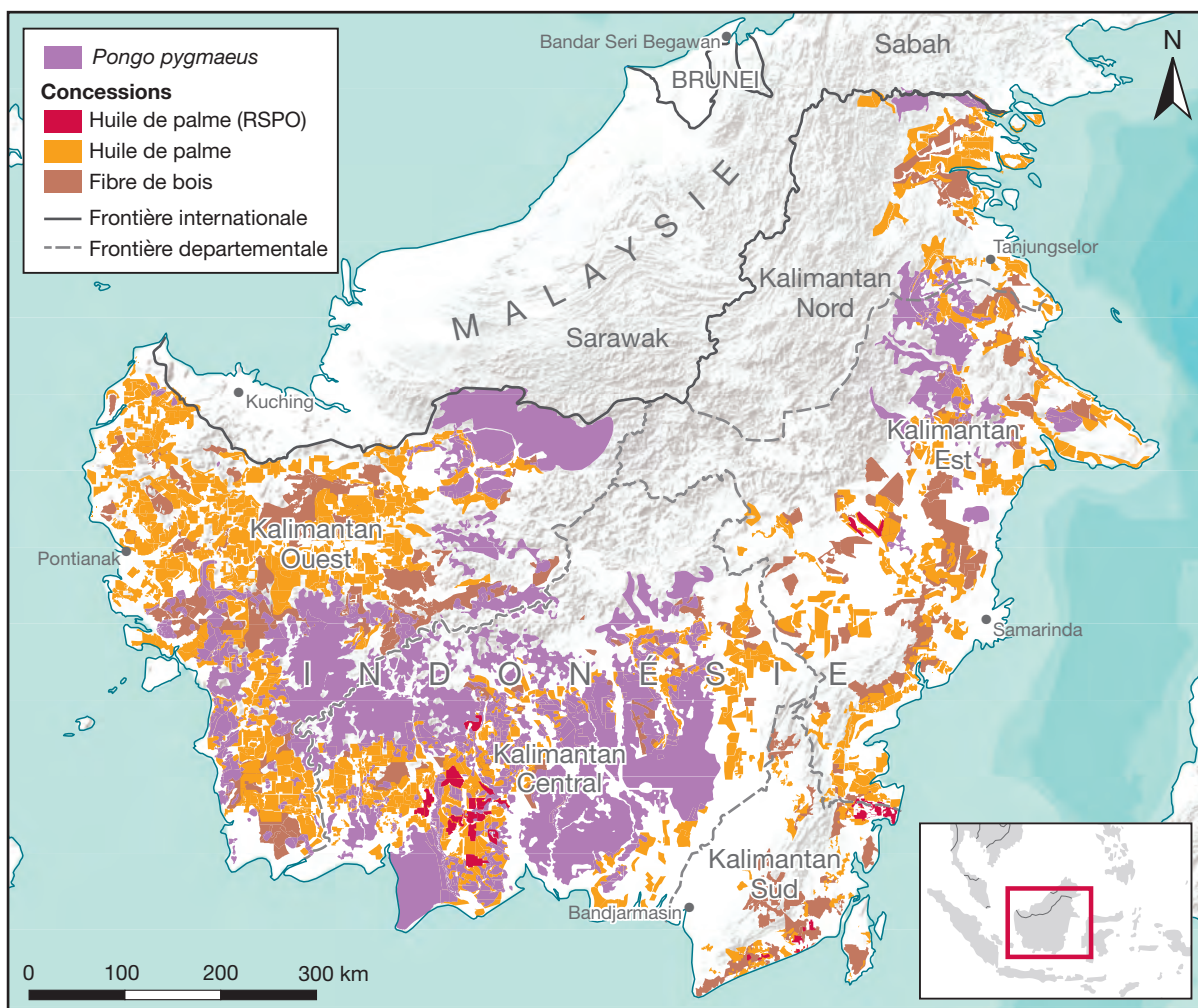 Pongo pygmaeus
Concessions
Huile de palme (RSPO)
Huile de palme
Fibre de bois
Frontière internationale
Frontière departementale
Bandar Seri Begawan
BRUNEI
Sabah
N
MALAYSIE
Sarawak
Kuching
Kalimantan
Nord
Tanjungselor
Kalimantan
Est
Kalimantan
Ouest
Pontianak
Samarinda
INDONÉSIE
Kalimantan
Central
Kalimantan
Sud
Bandjarmasin
0 100 200 300 km